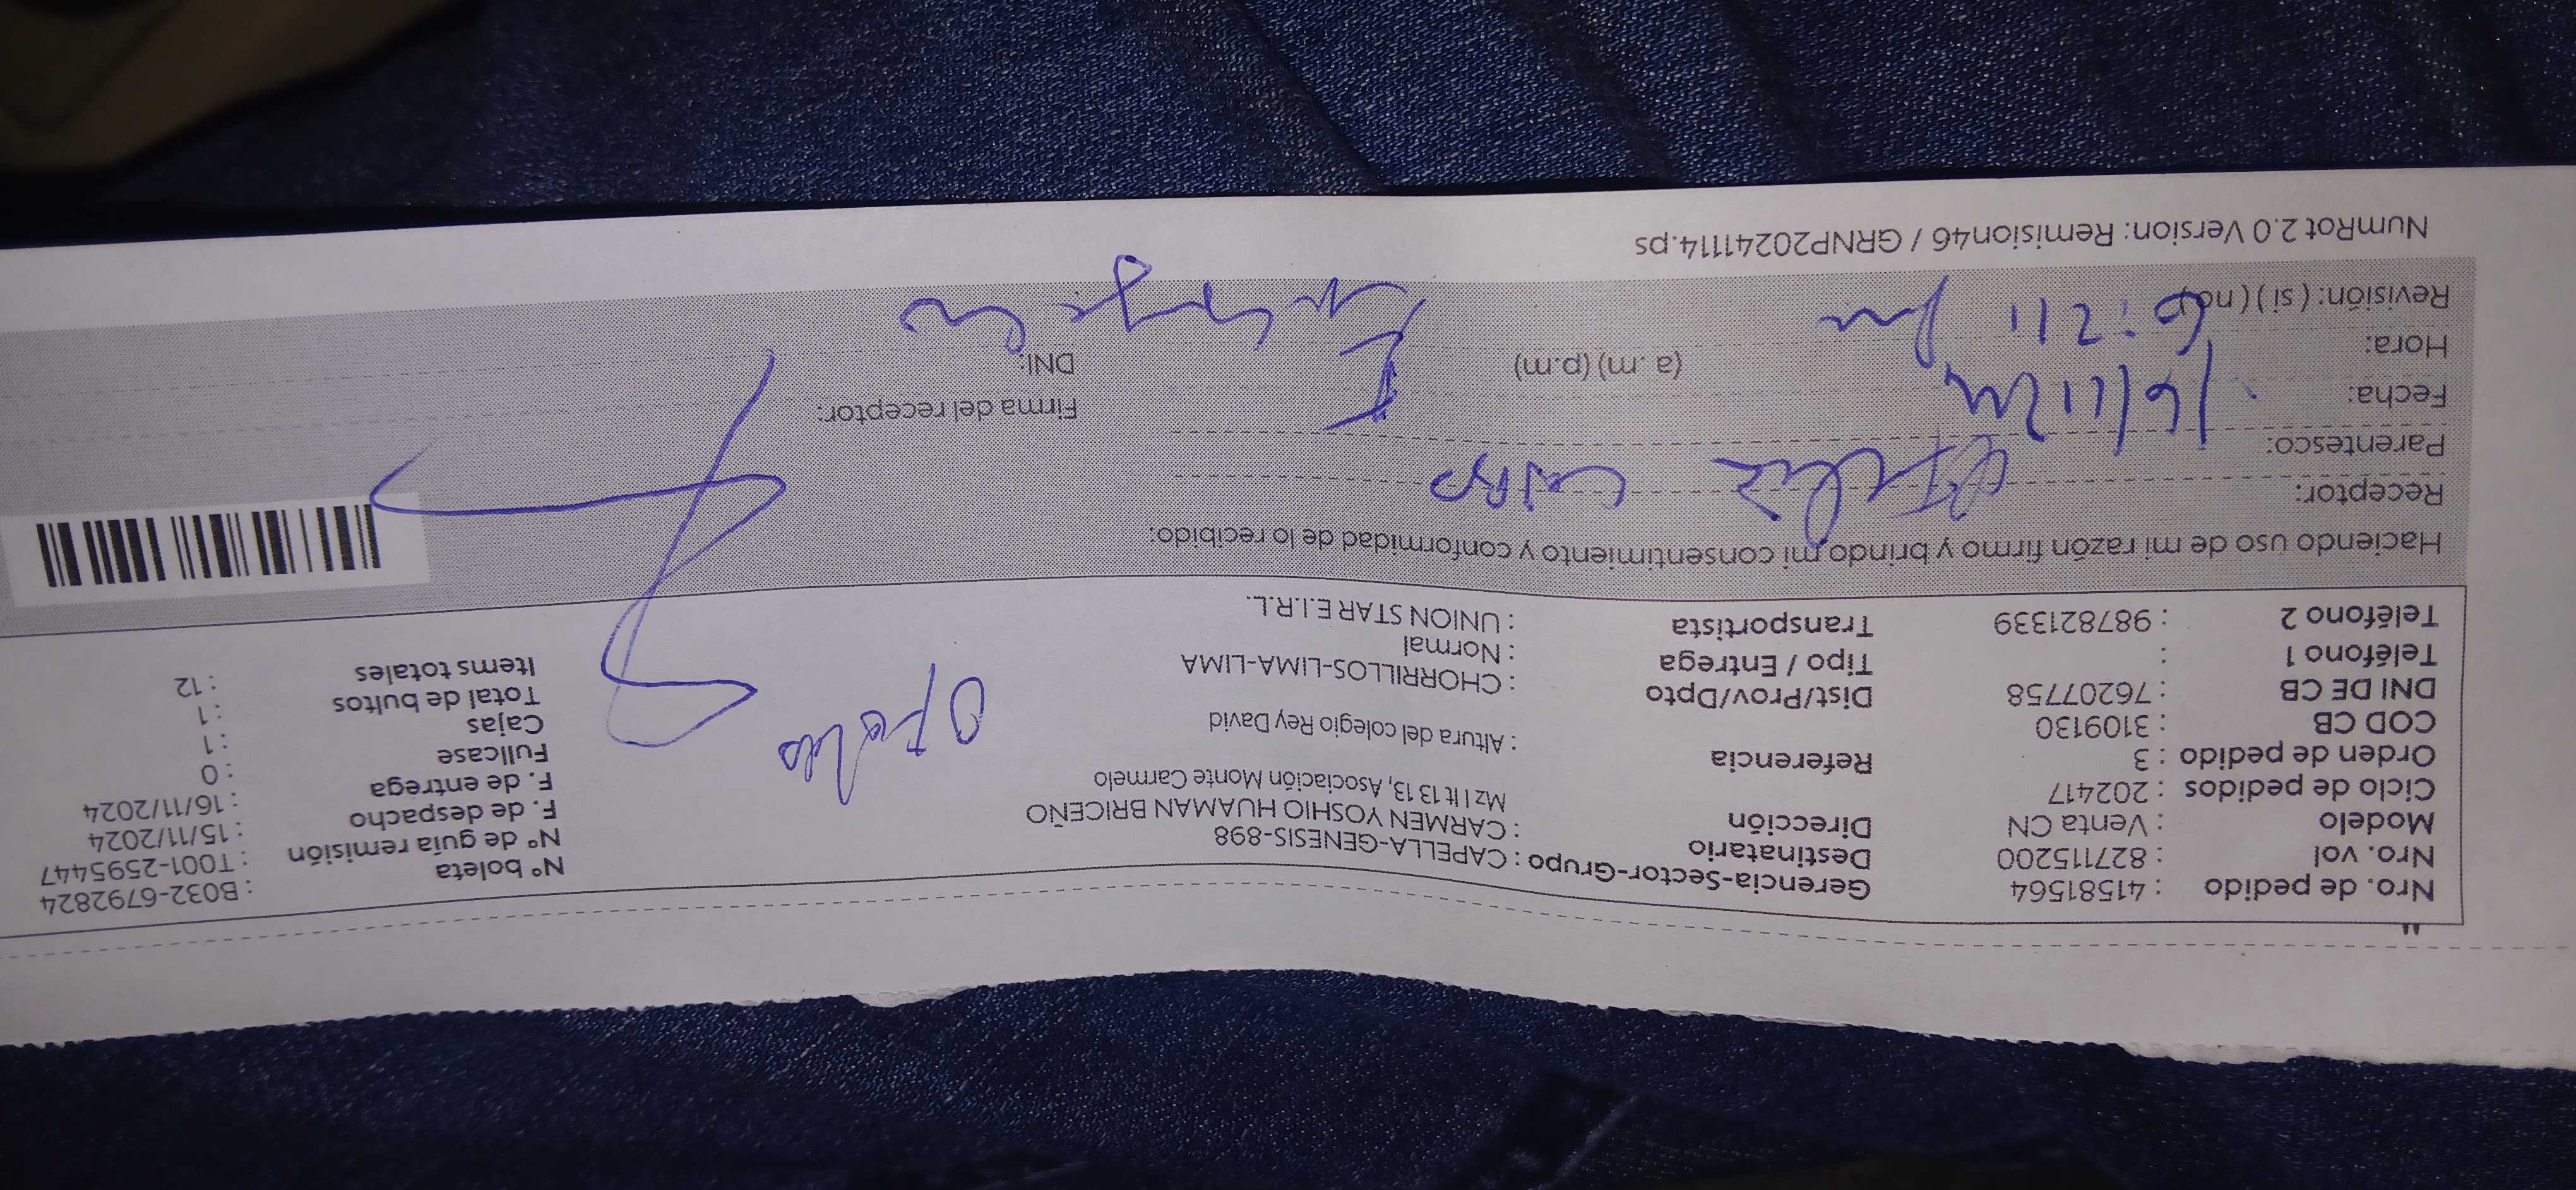 Nro. de pedido : 41581564
Nro. vol : 827115200
Modelo : Venta CN
Ciclo de pedidos : 202417
Orden de pedido : 3
COD CB : 3109130
DNI DE CB : 76207758
Teléfono 1 :
Teléfono 2 : 987821339
Gerencia-Sector-Grupo : CAPELLA-GENESIS-898
Destinatario : CARMEN YOSHIO HUAMAN BRICEÑO
Dirección Mz I lt 13 13, Asociación Monte Carmelo
Referencia : Altura del colegio Rey David
Dist/Prov/Dpto : CHORRILLOS-LIMA-LIMA
Tipo / Entrega : Normal
Transportista : UNION STAR E.I.R.L.
N° boleta : B032-6792824
N° de guía remisión : T001-2595447
F. de despacho : 15/11/2024
F. de entrega : 16/11/2024
Fullcase : 0
Cajas : 1
Total de bultos : 1
Items totales : 12
Ofelia
Haciendo uso de mi razón firmo y brindo mi consentimiento y conformidad de lo recibido:
Receptor: Ofelia
Parentesco:
Fecha: 16/11/24
Hora: (a .m) (p.m)
Revisión: ( si ) ( no )
6:211 pm
Firma del receptor:
DNI:
NumRot 2.0 Version: Remision46 / GRNP20241114.ps